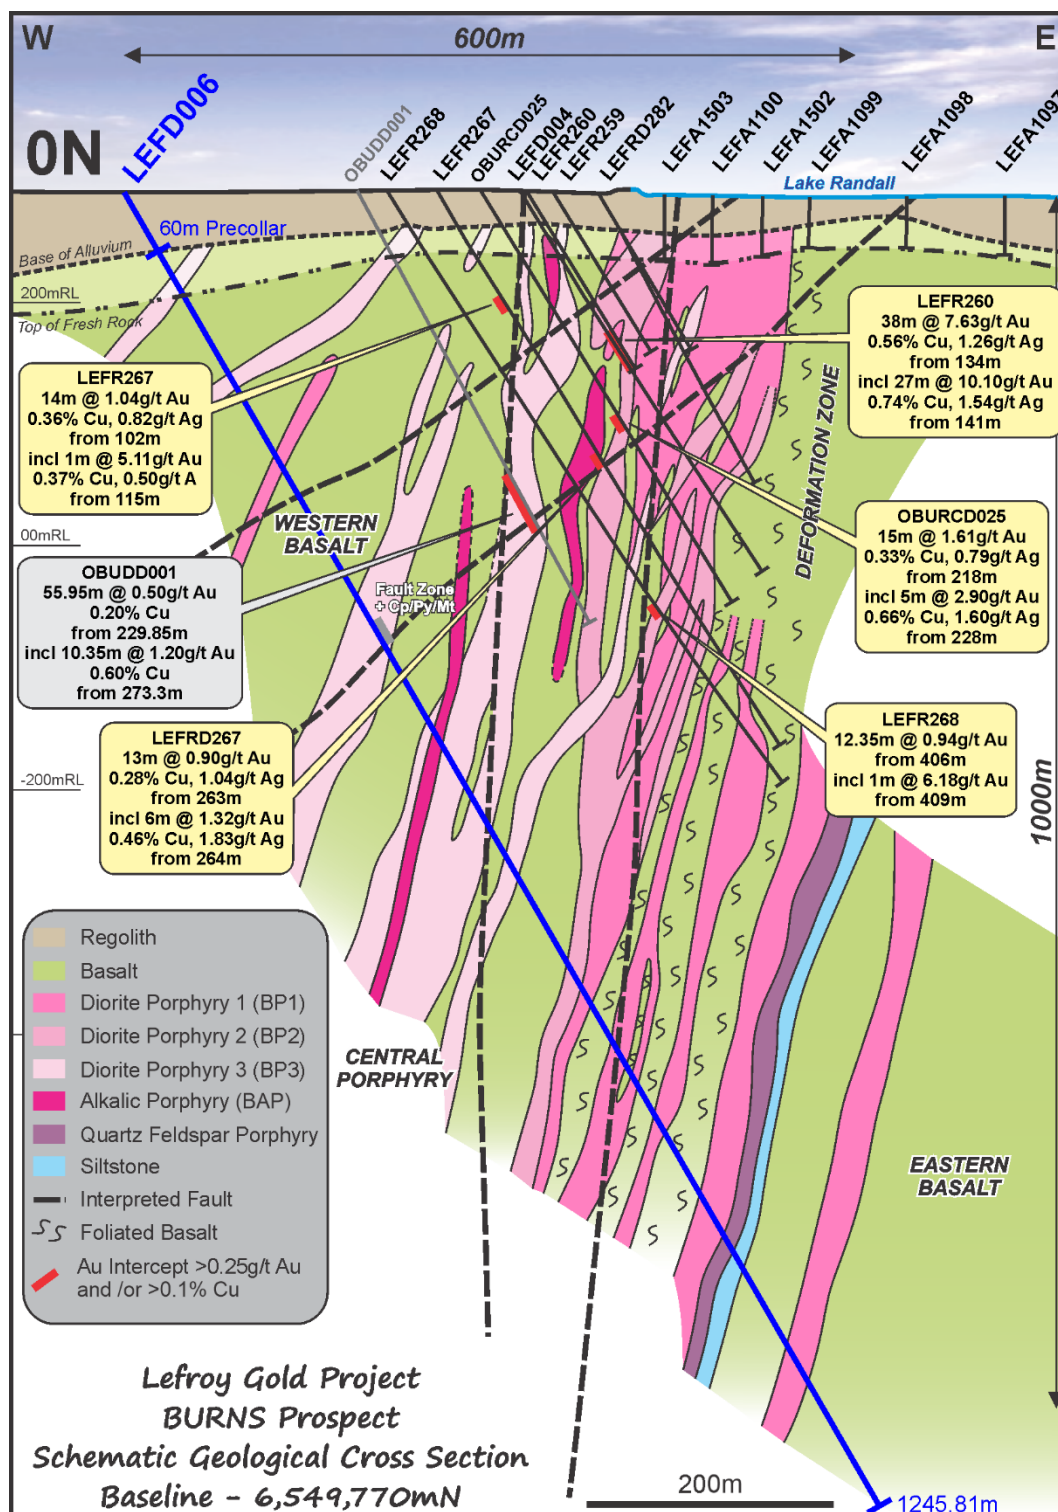 W
600m
E
LEFD006
OBUDD001
LEFR268
LEFR267
OBURCD025
LEFD004
LEFR260
LEFR259
LEFRD282
LEFA1503
LEFA1100
LEFA1502
LEFA1099
LEFA1098
LEFA1097
0N
Lake Randall
60m Precollar
Base of Alluvium
200mRL
Top of Fresh Rock
LEFR260
38m @ 7.63g/t Au
0.56% Cu, 1.26g/t Ag
from 134m
incl 27m @ 10.10g/t Au
0.74% Cu, 1.54g/t Ag
from 141m
LEFR267
14m @ 1.04g/t Au
0.36% Cu, 0.82g/t Ag
from 102m
incl 1m @ 5.11g/t Au
0.37% Cu, 0.50g/t A
from 115m
WESTERN
BASALT
DEFORMATION ZONE
00mRL
OBURCD025
15m @ 1.61g/t Au
0.33% Cu, 0.79g/t Ag
from 218m
incl 5m @ 2.90g/t Au
0.66% Cu, 1.60g/t Ag
from 228m
OBUDD001
55.95m @ 0.50g/t Au
0.20% Cu
from 229.85m
incl 10.35m @ 1.20g/t Au
0.60% Cu
from 273.3m
Fault Zone
+ Cp/Py/Mt
LEFRD267
13m @ 0.90g/t Au
0.28% Cu, 1.04g/t Ag
from 263m
incl 6m @ 1.32g/t Au
0.46% Cu, 1.83g/t Ag
from 264m
LEFR268
12.35m @ 0.94g/t Au
from 406m
incl 1m @ 6.18g/t Au
from 409m
-200mRL
1000m
Regolith
Basalt
Diorite Porphyry 1 (BP1)
Diorite Porphyry 2 (BP2)
Diorite Porphyry 3 (BP3)
Alkalic Porphyry (BAP)
Quartz Feldspar Porphyry
Siltstone
Interpreted Fault
Foliated Basalt
Au Intercept >0.25g/t Au
and /or >0.1% Cu
CENTRAL
PORPHYRY
EASTERN
BASALT
Lefroy Gold Project
BURNS Prospect
Schematic Geological Cross Section
Baseline - 6,549,770mN
200m
1245.81m